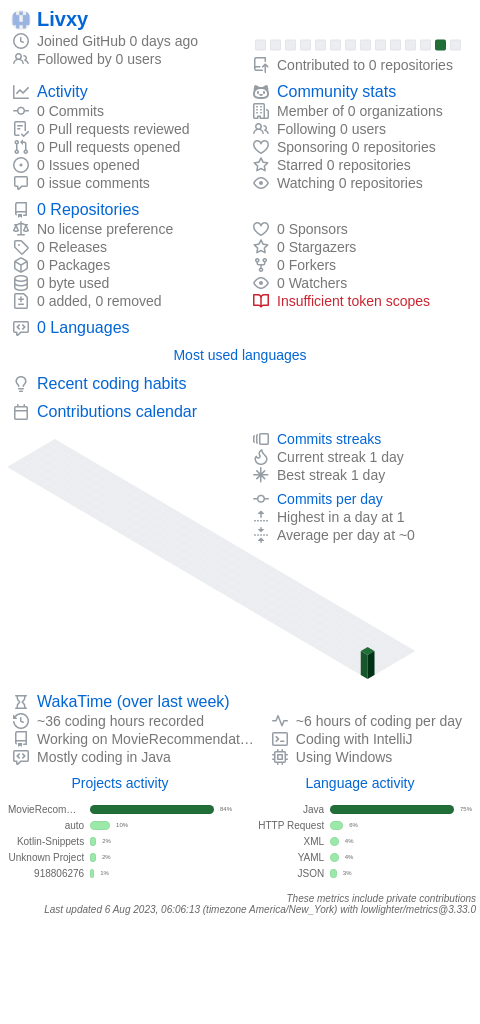 Livxy
Joined GitHub 0 days ago
Followed by 0 users
Contributed to 0 repositories
Activity
0 Commits
0 Pull requests reviewed
0 Pull requests opened
0 Issues opened
0 issue comments
Community stats
Member of 0 organizations
Following 0 users
Sponsoring 0 repositories
Starred 0 repositories
Watching 0 repositories
0 Repositories
No license preference
0 Releases
0 Packages
0 byte used
0 added, 0 removed
0 Sponsors
0 Stargazers
0 Forkers
0 Watchers
Insufficient token scopes
0 Languages
Most used languages
Recent coding habits
Contributions calendar
Commits streaks
Current streak 1 day
Best streak 1 day
Commits per day
Highest in a day at 1
Average per day at ~0
WakaTime (over last week)
~36 coding hours recorded
Working on MovieRecommendat…
Mostly coding in Java
~6 hours of coding per day
Coding with IntelliJ
Using Windows
Projects activity
MovieRecom… 84%
auto 10%
Kotlin-Snippets 2%
Unknown Project 2%
918806276 1%
Language activity
Java 75%
HTTP Request 6%
XML 4%
YAML 4%
JSON 3%
These metrics include private contributions
Last updated 6 Aug 2023, 06:06:13 (timezone America/New_York) with lowlighter/metrics@3.33.0